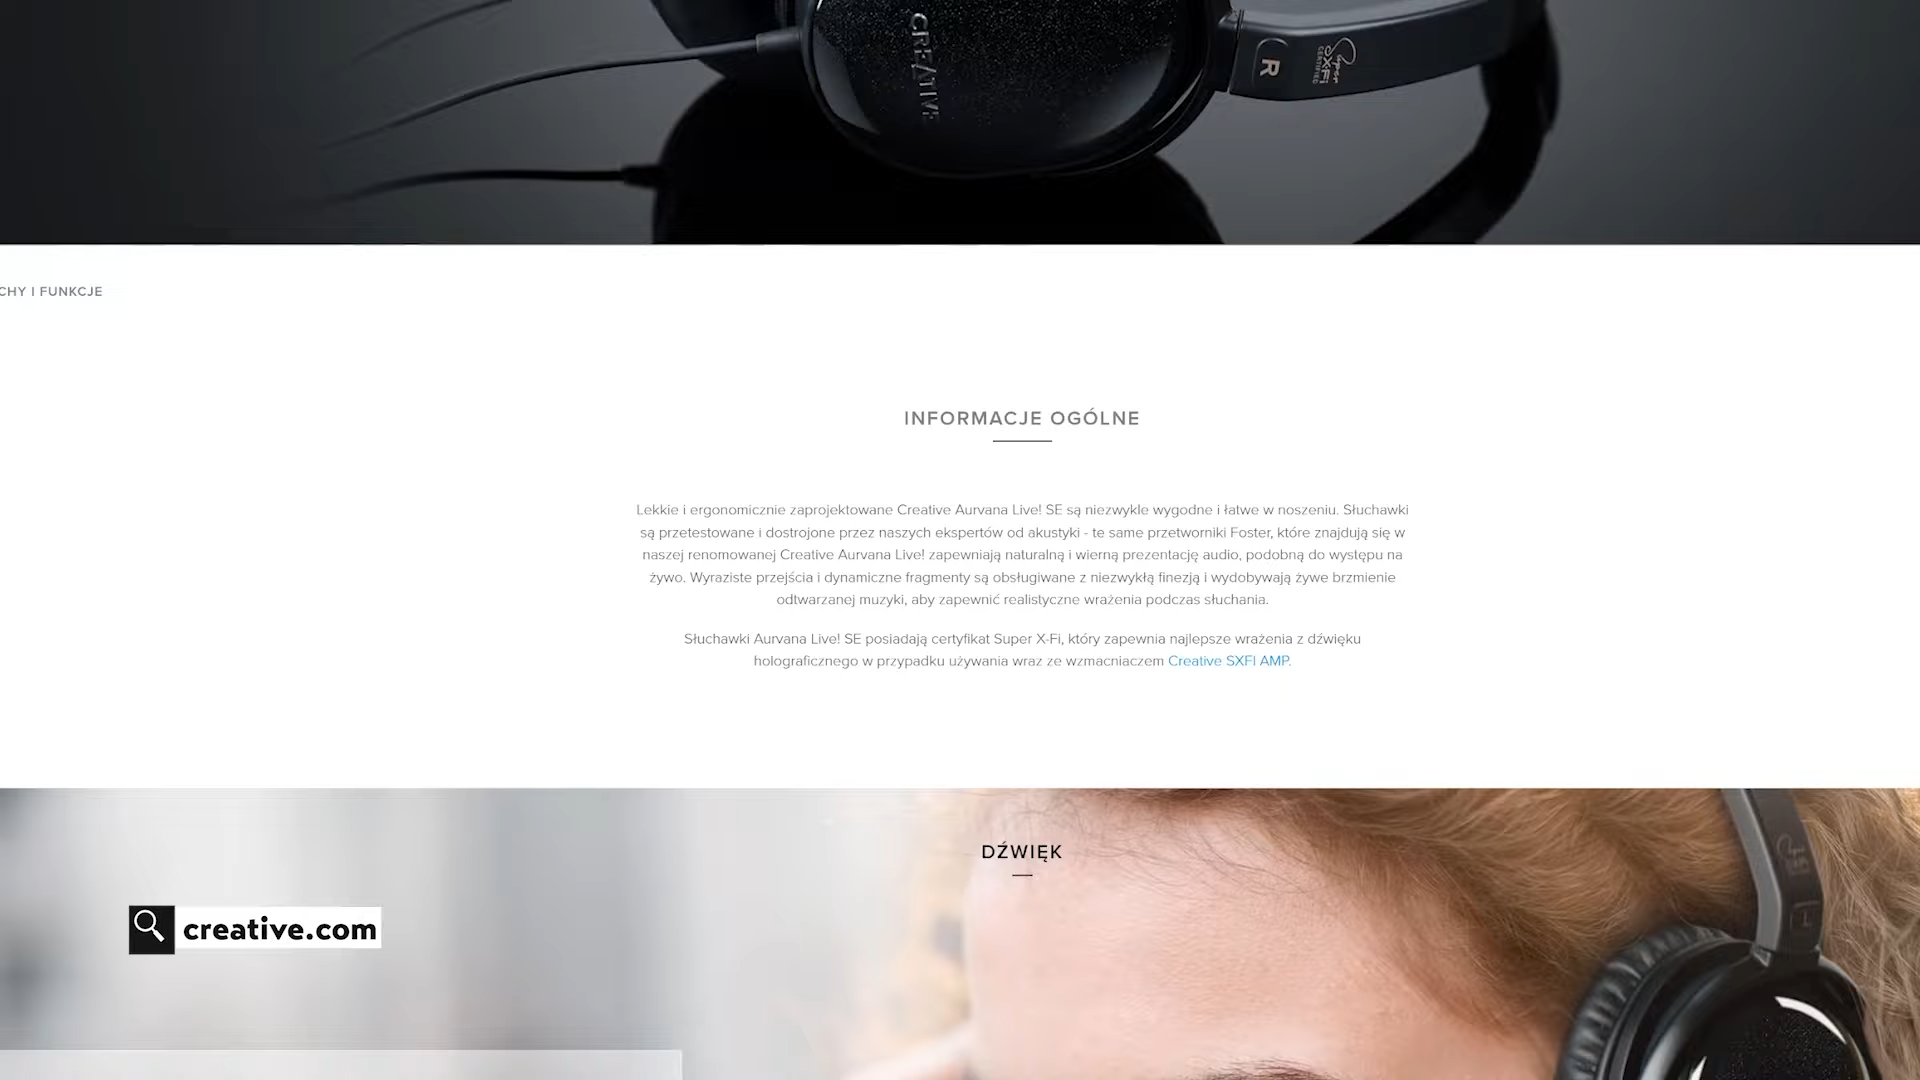 CREATIVE
R
Super
X-Fi
CERTIFIED
CHY I FUNKCJE
INFORMACJE OGÓLNE
Lekkie i ergonomicznie zaprojektowane Creative Aurvana Live! SE są niezwykle wygodne i łatwe w noszeniu. Słuchawki
są przetestowane i dostrojone przez naszych ekspertów od akustyki - te same przetworniki Foster, które znajdują się w
naszej renomowanej Creative Aurvana Live! zapewniają naturalną i wierną prezentację audio, podobną do występu na
żywo. Wyraziste przejścia i dynamiczne fragmenty są obsługiwane z niezwykłą finezją i wydobywają żywe brzmienie
odtwarzanej muzyki, aby zapewnić realistyczne wrażenia podczas słuchania.
Słuchawki Aurvana Live! SE posiadają certyfikat Super X-Fi, który zapewnia najlepsze wrażenia z dźwięku
holograficznego w przypadku używania wraz ze wzmacniaczem Creative SXFI AMP.
DŹWIĘK
creative.com
L